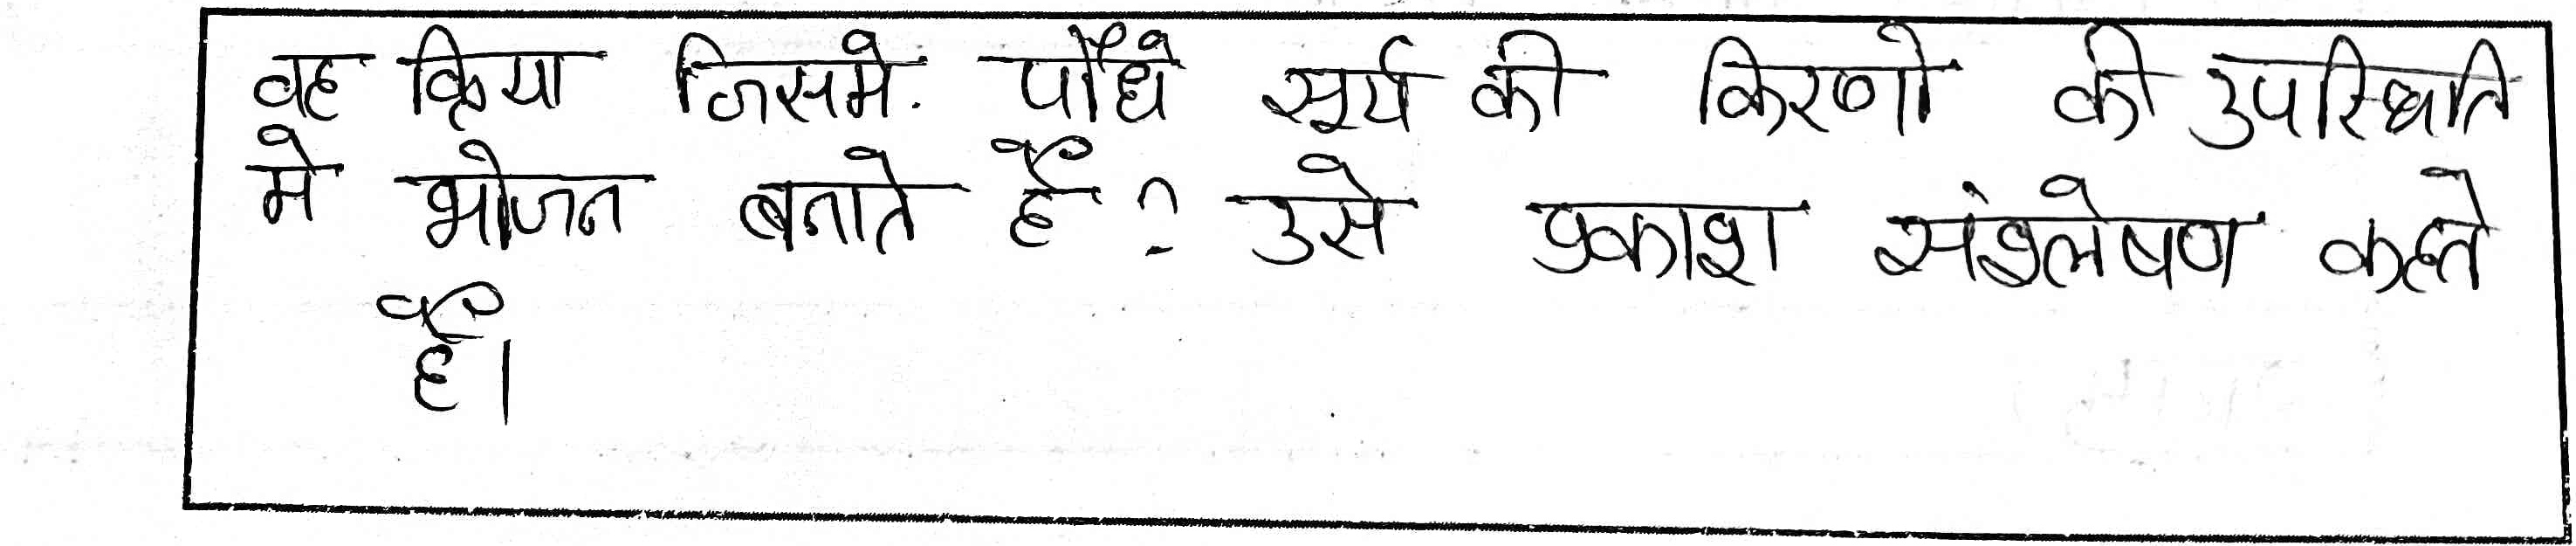 वह क्रिया जिसमे. पौधे सूर्य की किरणो की उपस्थिति
मे भोजन बनाते हैं ? उसे प्रकाश संश्लेषण कहते
हैं।